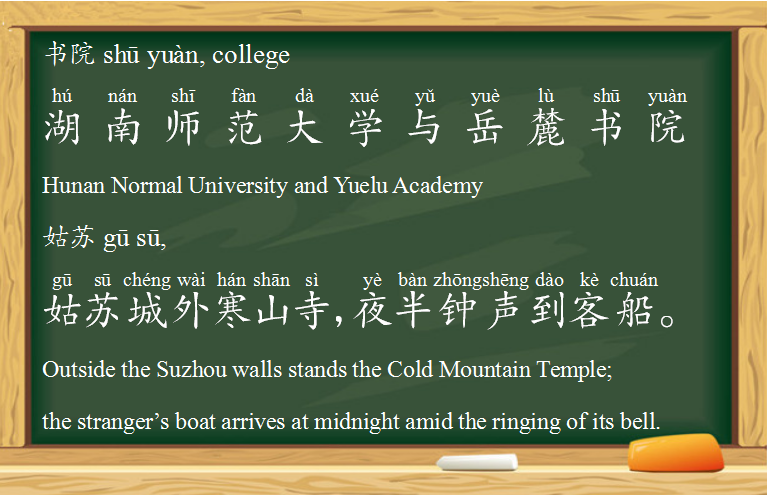 书院 shū yuàn, college
hú nán shī fàn dà xué yǔ yuè lù shū yuàn
湖南师范大学与岳麓书院
Hunan Normal University and Yuelu Academy
姑苏 gū sū,
gū sū chéng wài hán shān sì yè bàn zhōng shēng dào kè chuán
姑苏城外寒山寺，夜半钟声到客船。
Outside the Suzhou walls stands the Cold Mountain Temple;
the stranger’s boat arrives at midnight amid the ringing of its bell.